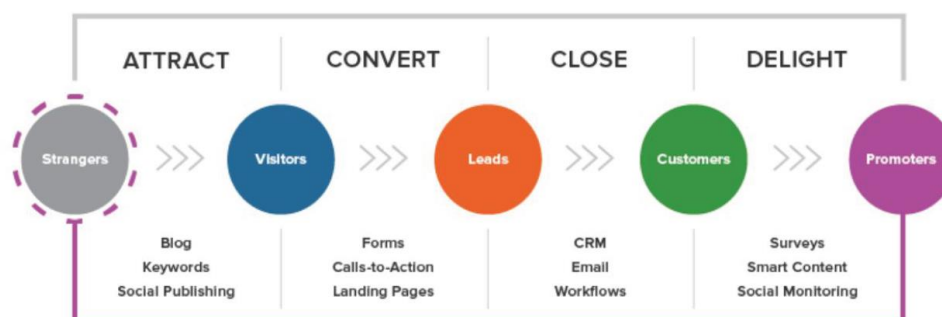 ATTRACT
CONVERT
CLOSE
DELIGHT
Strangers
Visitors
Leads
Customers
Promoters
Blog
Keywords
Social Publishing
Forms
Calls-to-Action
Landing Pages
CRM
Email
Workflows
Surveys
Smart Content
Social Monitoring